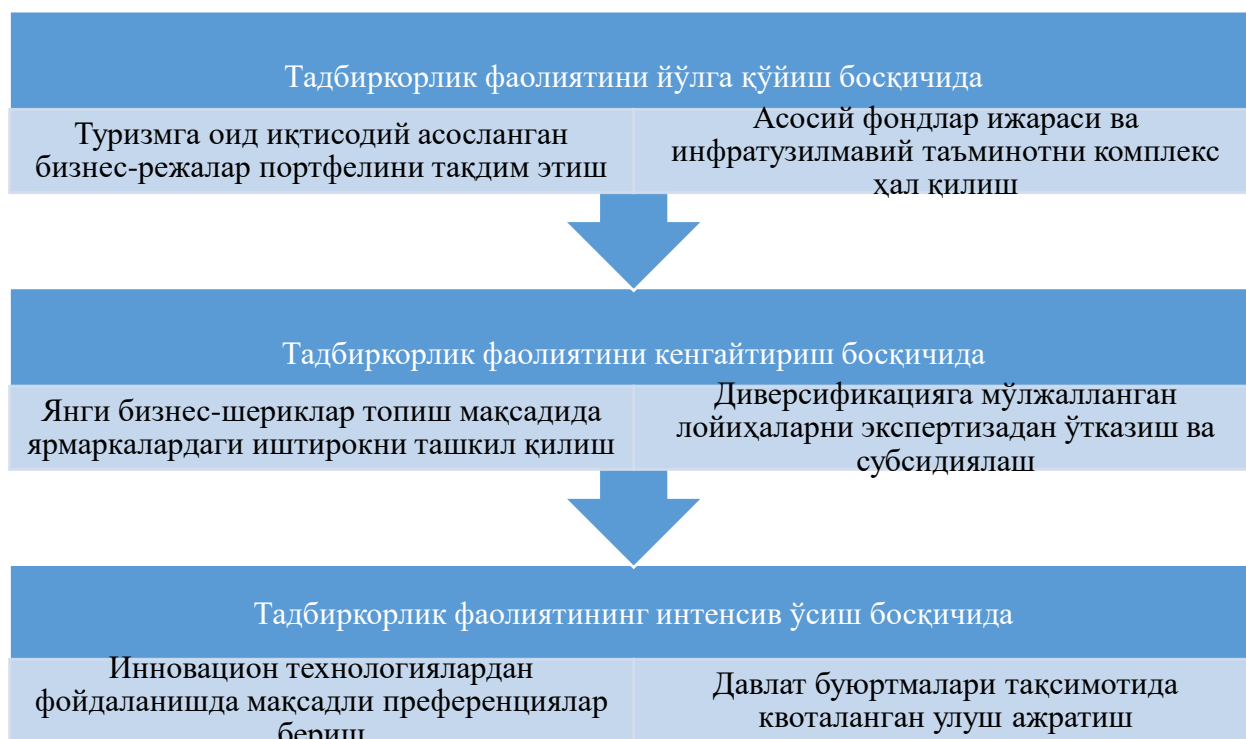 Тадбиркорлик фаолиятини йўлга қўйиш босқичида
Туризмга оид иқтисодий асосланган
бизнес-режалар портфелини тақдим этиш
Асосий фондлар ижараси ва
инфратузилмавий таъминотни комплекс
ҳал қилиш
Тадбиркорлик фаолиятини кенгайтириш босқичида
Янги бизнес-шериклар топиш мақсадида
ярмаркалардаги иштирокни ташкил қилиш
Диверсификацияга мўлжалланган
лойиҳаларни экспертизадан ўтказиш ва
субсидиялаш
Тадбиркорлик фаолиятининг интенсив ўсиш босқичида
Инновацион технологиялардан
фойдаланишда мақсадли преференциялар
бериш
Давлат буюртмалари тақсимотида
квоталанган улуш ажратиш